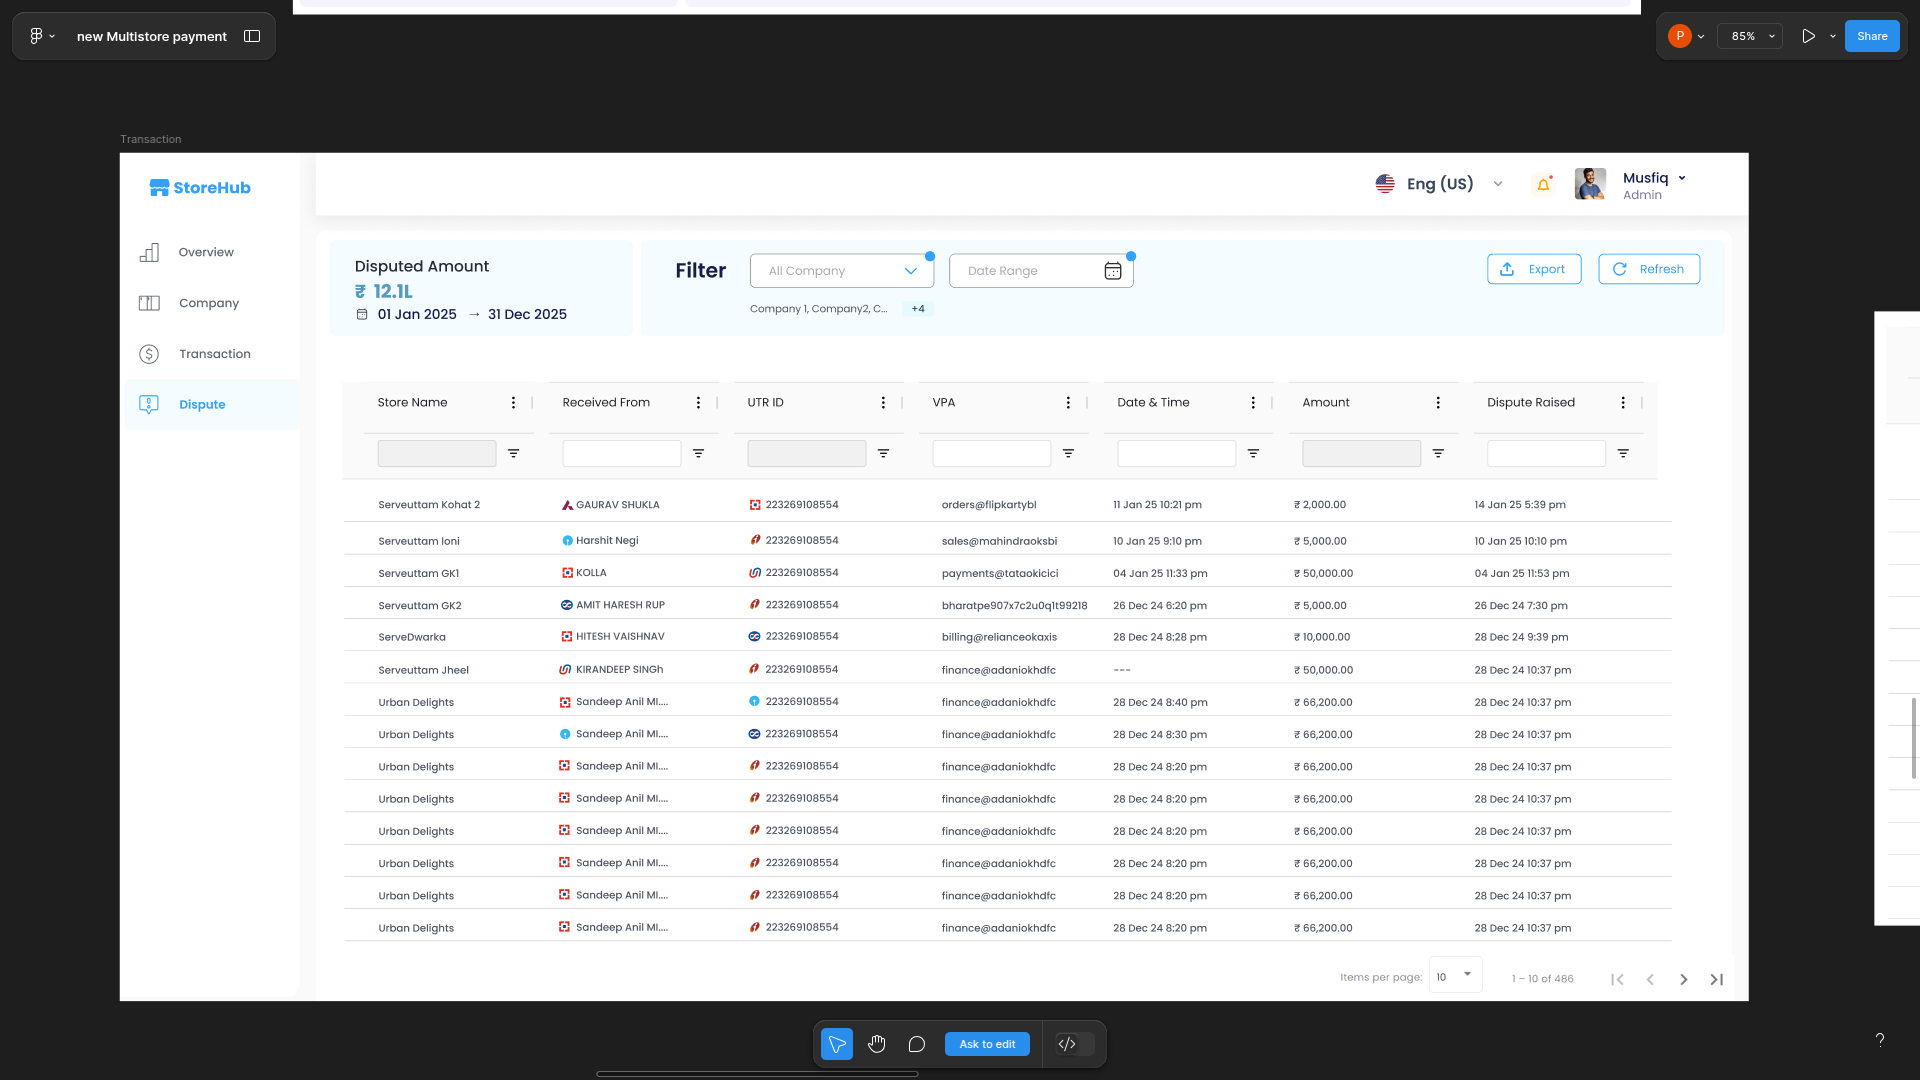 new Multistore payment
P
85%
Share
Transaction
StoreHub
Overview
Company
Transaction
Dispute
Eng (US)
Musfiq
Admin
Disputed Amount
₹ 12.1L
01 Jan 2025 → 31 Dec 2025
Filter
All Company
Date Range
Company 1, Company2, C... +4
Export
Refresh
Store Name Received From UTR ID VPA Date & Time Amount Dispute Raised
Serveuttam Kohat 2 GAURAV SHUKLA 223269108554 orders@flipkartybl 11 Jan 25 10:21 pm ₹ 2,000.00 14 Jan 25 5:39 pm
Serveuttam loni Harshit Negi 223269108554 sales@mahindraoksbi 10 Jan 25 9:10 pm ₹ 5,000.00 10 Jan 25 10:10 pm
Serveuttam GK1 KOLLA 223269108554 payments@tataokicici 04 Jan 25 11:33 pm ₹ 50,000.00 04 Jan 25 11:53 pm
Serveuttam GK2 AMIT HARESH RUP 223269108554 bharatpe907x7c2u0q1t99218 26 Dec 24 6:20 pm ₹ 5,000.00 26 Dec 24 7:30 pm
ServeDwarka HITESH VAISHNAV 223269108554 billing@relianceokaxis 28 Dec 24 8:28 pm ₹ 10,000.00 28 Dec 24 9:39 pm
Serveuttam Jheel KIRANDEEP SINGh 223269108554 finance@adaniokhdfc --- ₹ 50,000.00 28 Dec 24 10:37 pm
Urban Delights Sandeep Anil MI.... 223269108554 finance@adaniokhdfc 28 Dec 24 8:40 pm ₹ 66,200.00 28 Dec 24 10:37 pm
Urban Delights Sandeep Anil MI.... 223269108554 finance@adaniokhdfc 28 Dec 24 8:30 pm ₹ 66,200.00 28 Dec 24 10:37 pm
Urban Delights Sandeep Anil MI.... 223269108554 finance@adaniokhdfc 28 Dec 24 8:20 pm ₹ 66,200.00 28 Dec 24 10:37 pm
Urban Delights Sandeep Anil MI.... 223269108554 finance@adaniokhdfc 28 Dec 24 8:20 pm ₹ 66,200.00 28 Dec 24 10:37 pm
Urban Delights Sandeep Anil MI.... 223269108554 finance@adaniokhdfc 28 Dec 24 8:20 pm ₹ 66,200.00 28 Dec 24 10:37 pm
Urban Delights Sandeep Anil MI.... 223269108554 finance@adaniokhdfc 28 Dec 24 8:20 pm ₹ 66,200.00 28 Dec 24 10:37 pm
Urban Delights Sandeep Anil MI.... 223269108554 finance@adaniokhdfc 28 Dec 24 8:20 pm ₹ 66,200.00 28 Dec 24 10:37 pm
Urban Delights Sandeep Anil MI.... 223269108554 finance@adaniokhdfc 28 Dec 24 8:20 pm ₹ 66,200.00 28 Dec 24 10:37 pm
Items per page: 10 1 – 10 of 486
Ask to edit
?